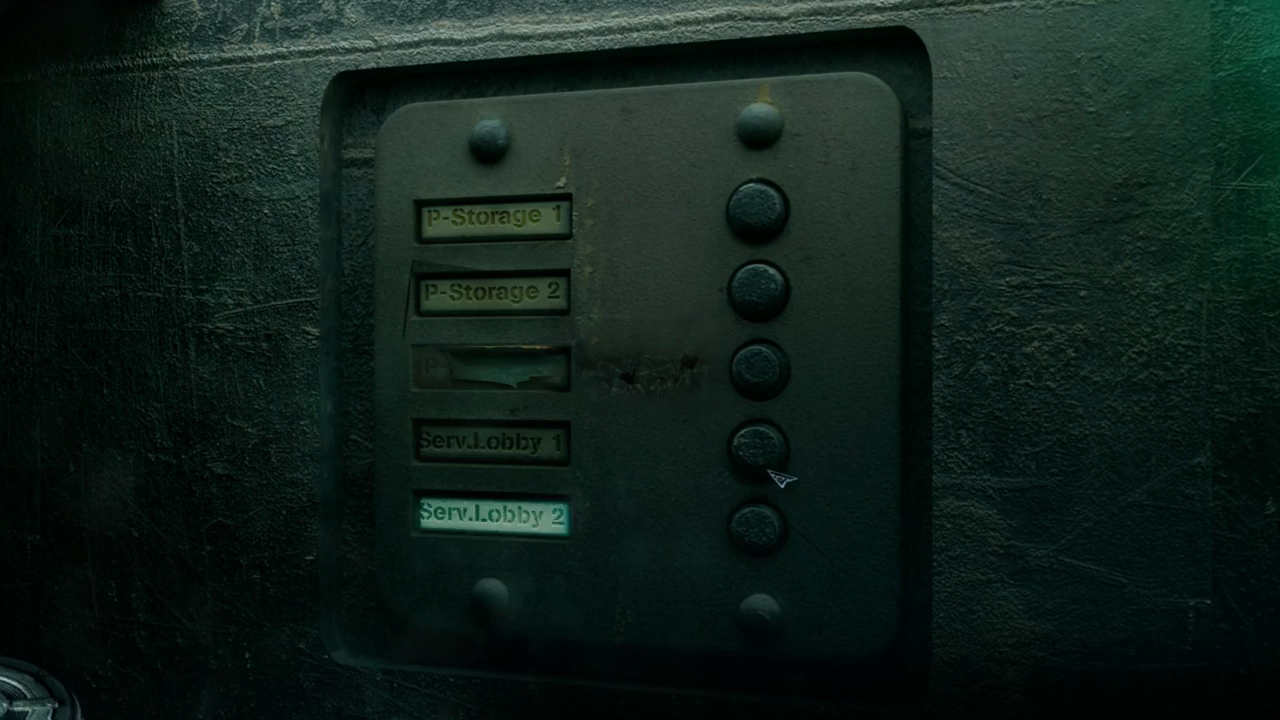 P-Storage 1
P-Storage 2
P
Serv.Lobby 1
Serv.Lobby 2